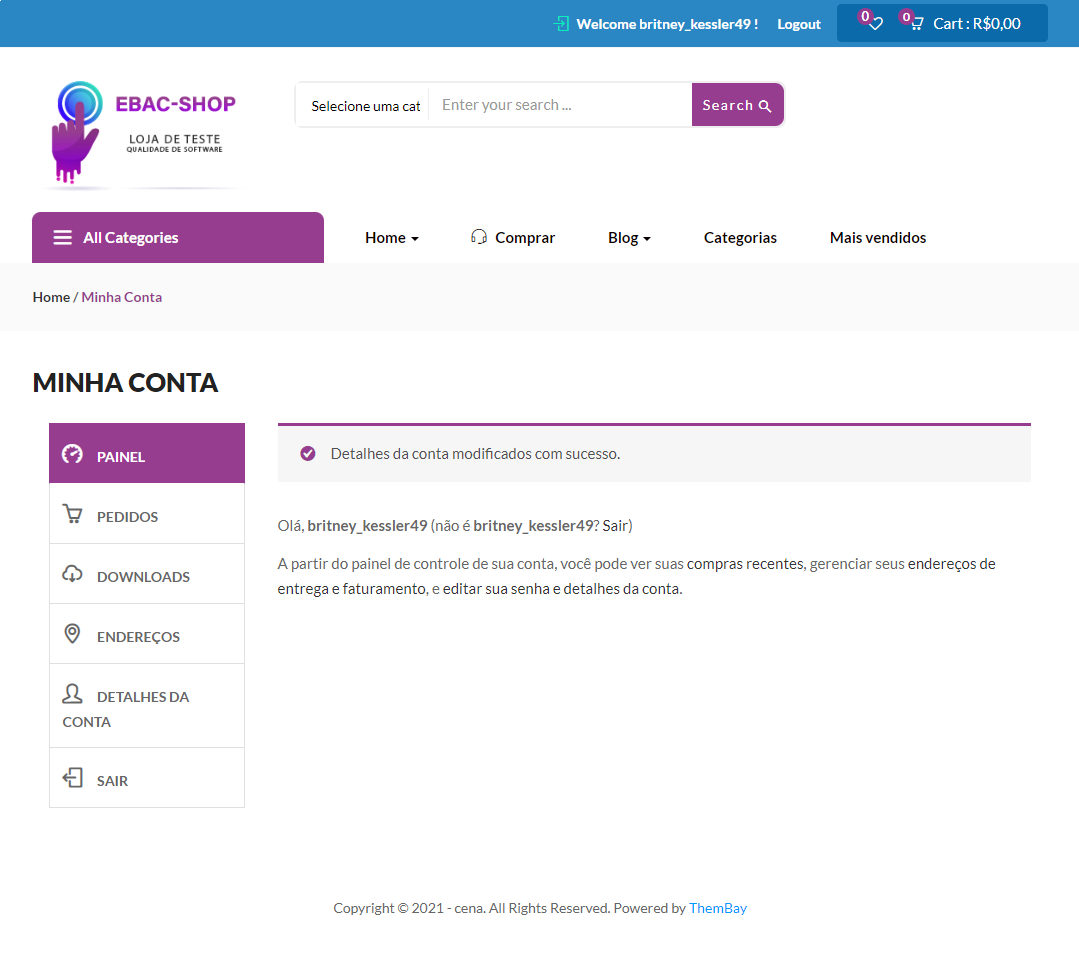 Welcome britney_kessler49 ! Logout 0 0 Cart : R$0,00
EBAC-SHOP
LOJA DE TESTE
QUALIDADE DE SOFTWARE
Selecione uma cat Enter your search ... Search
All Categories Home Comprar Blog Categorias Mais vendidos
Home / Minha Conta
MINHA CONTA
PAINEL
PEDIDOS
DOWNLOADS
ENDEREÇOS
DETALHES DA
CONTA
SAIR
Detalhes da conta modificados com sucesso.
Olá, britney_kessler49 (não é britney_kessler49? Sair)
A partir do painel de controle de sua conta, você pode ver suas compras recentes, gerenciar seus endereços de
entrega e faturamento, e editar sua senha e detalhes da conta.
Copyright © 2021 - cena. All Rights Reserved. Powered by ThemBay